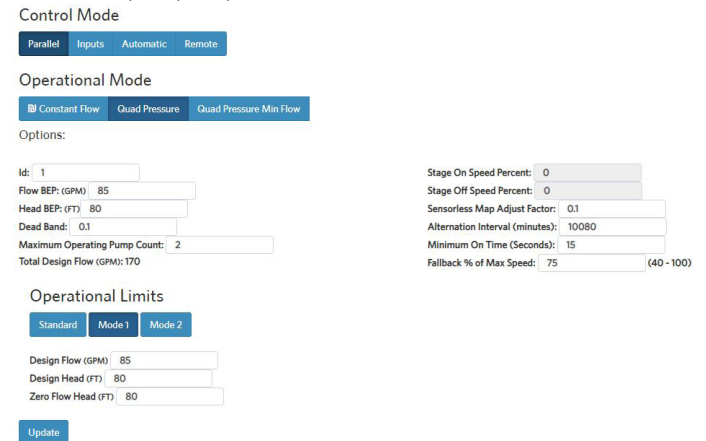 Control Mode
Parallel Inputs Automatic Remote
Operational Mode
₪ Constant Flow Quad Pressure Quad Pressure Min Flow
Options:
Id: 1
Flow BEP: (GPM) 85
Head BEP: (FT) 80
Dead Band: 0.1
Maximum Operating Pump Count: 2
Total Design Flow (GPM): 170
Stage On Speed Percent: 0
Stage Off Speed Percent: 0
Sensorless Map Adjust Factor: 0.1
Alternation Interval (minutes): 10080
Minimum On Time (Seconds): 15
Fallback % of Max Speed: 75 (40 - 100)
Operational Limits
Standard Mode 1 Mode 2
Design Flow (GPM) 85
Design Head (FT) 80
Zero Flow Head (FT) 80
Update